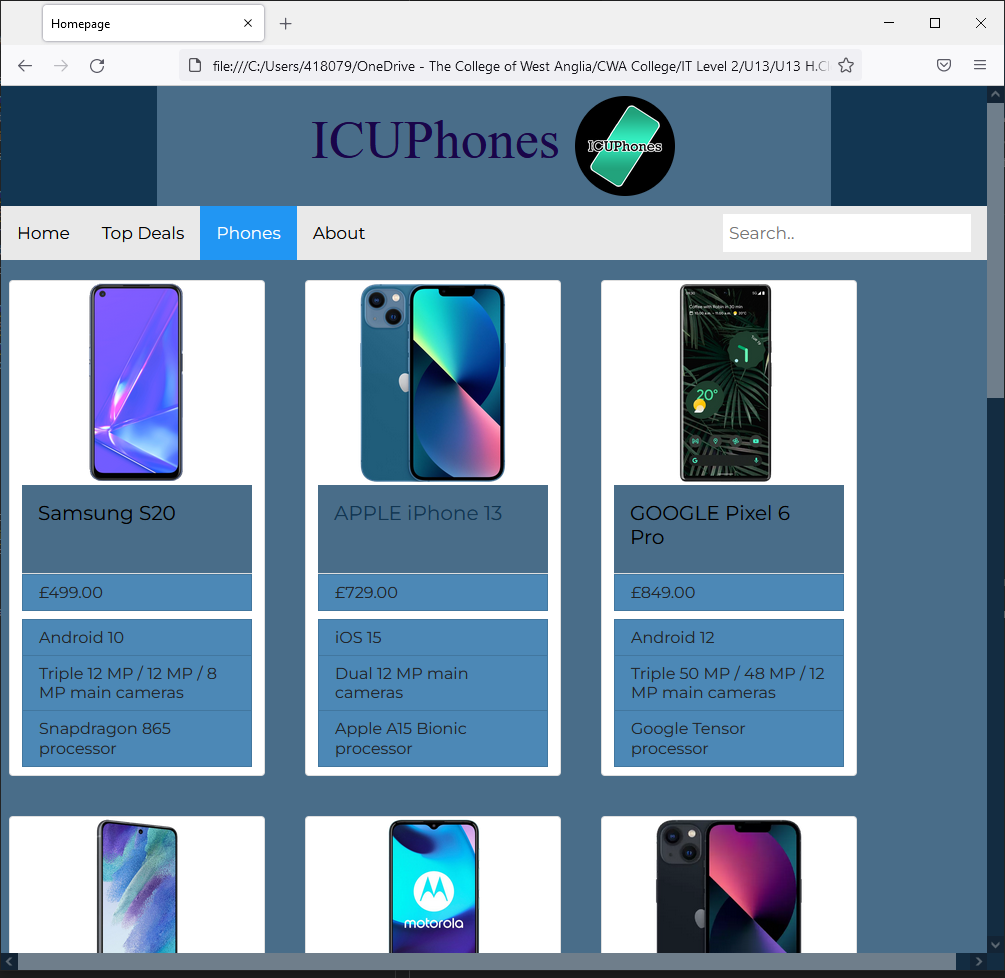 Homepage
file:///C:/Users/418079/OneDrive - The College of West Anglia/CWA College/IT Level 2/U13/U13 H.C
ICUPhones
ICUPhones
Home Top Deals Phones About Search..
20°
Samsung S20
APPLE iPhone 13
GOOGLE Pixel 6
Pro
£499.00
£729.00
£849.00
Android 10
Triple 12 MP / 12 MP / 8
MP main cameras
Snapdragon 865
processor
iOS 15
Dual 12 MP main
cameras
Apple A15 Bionic
processor
Android 12
Triple 50 MP / 48 MP / 12
MP main cameras
Google Tensor
processor
motorola